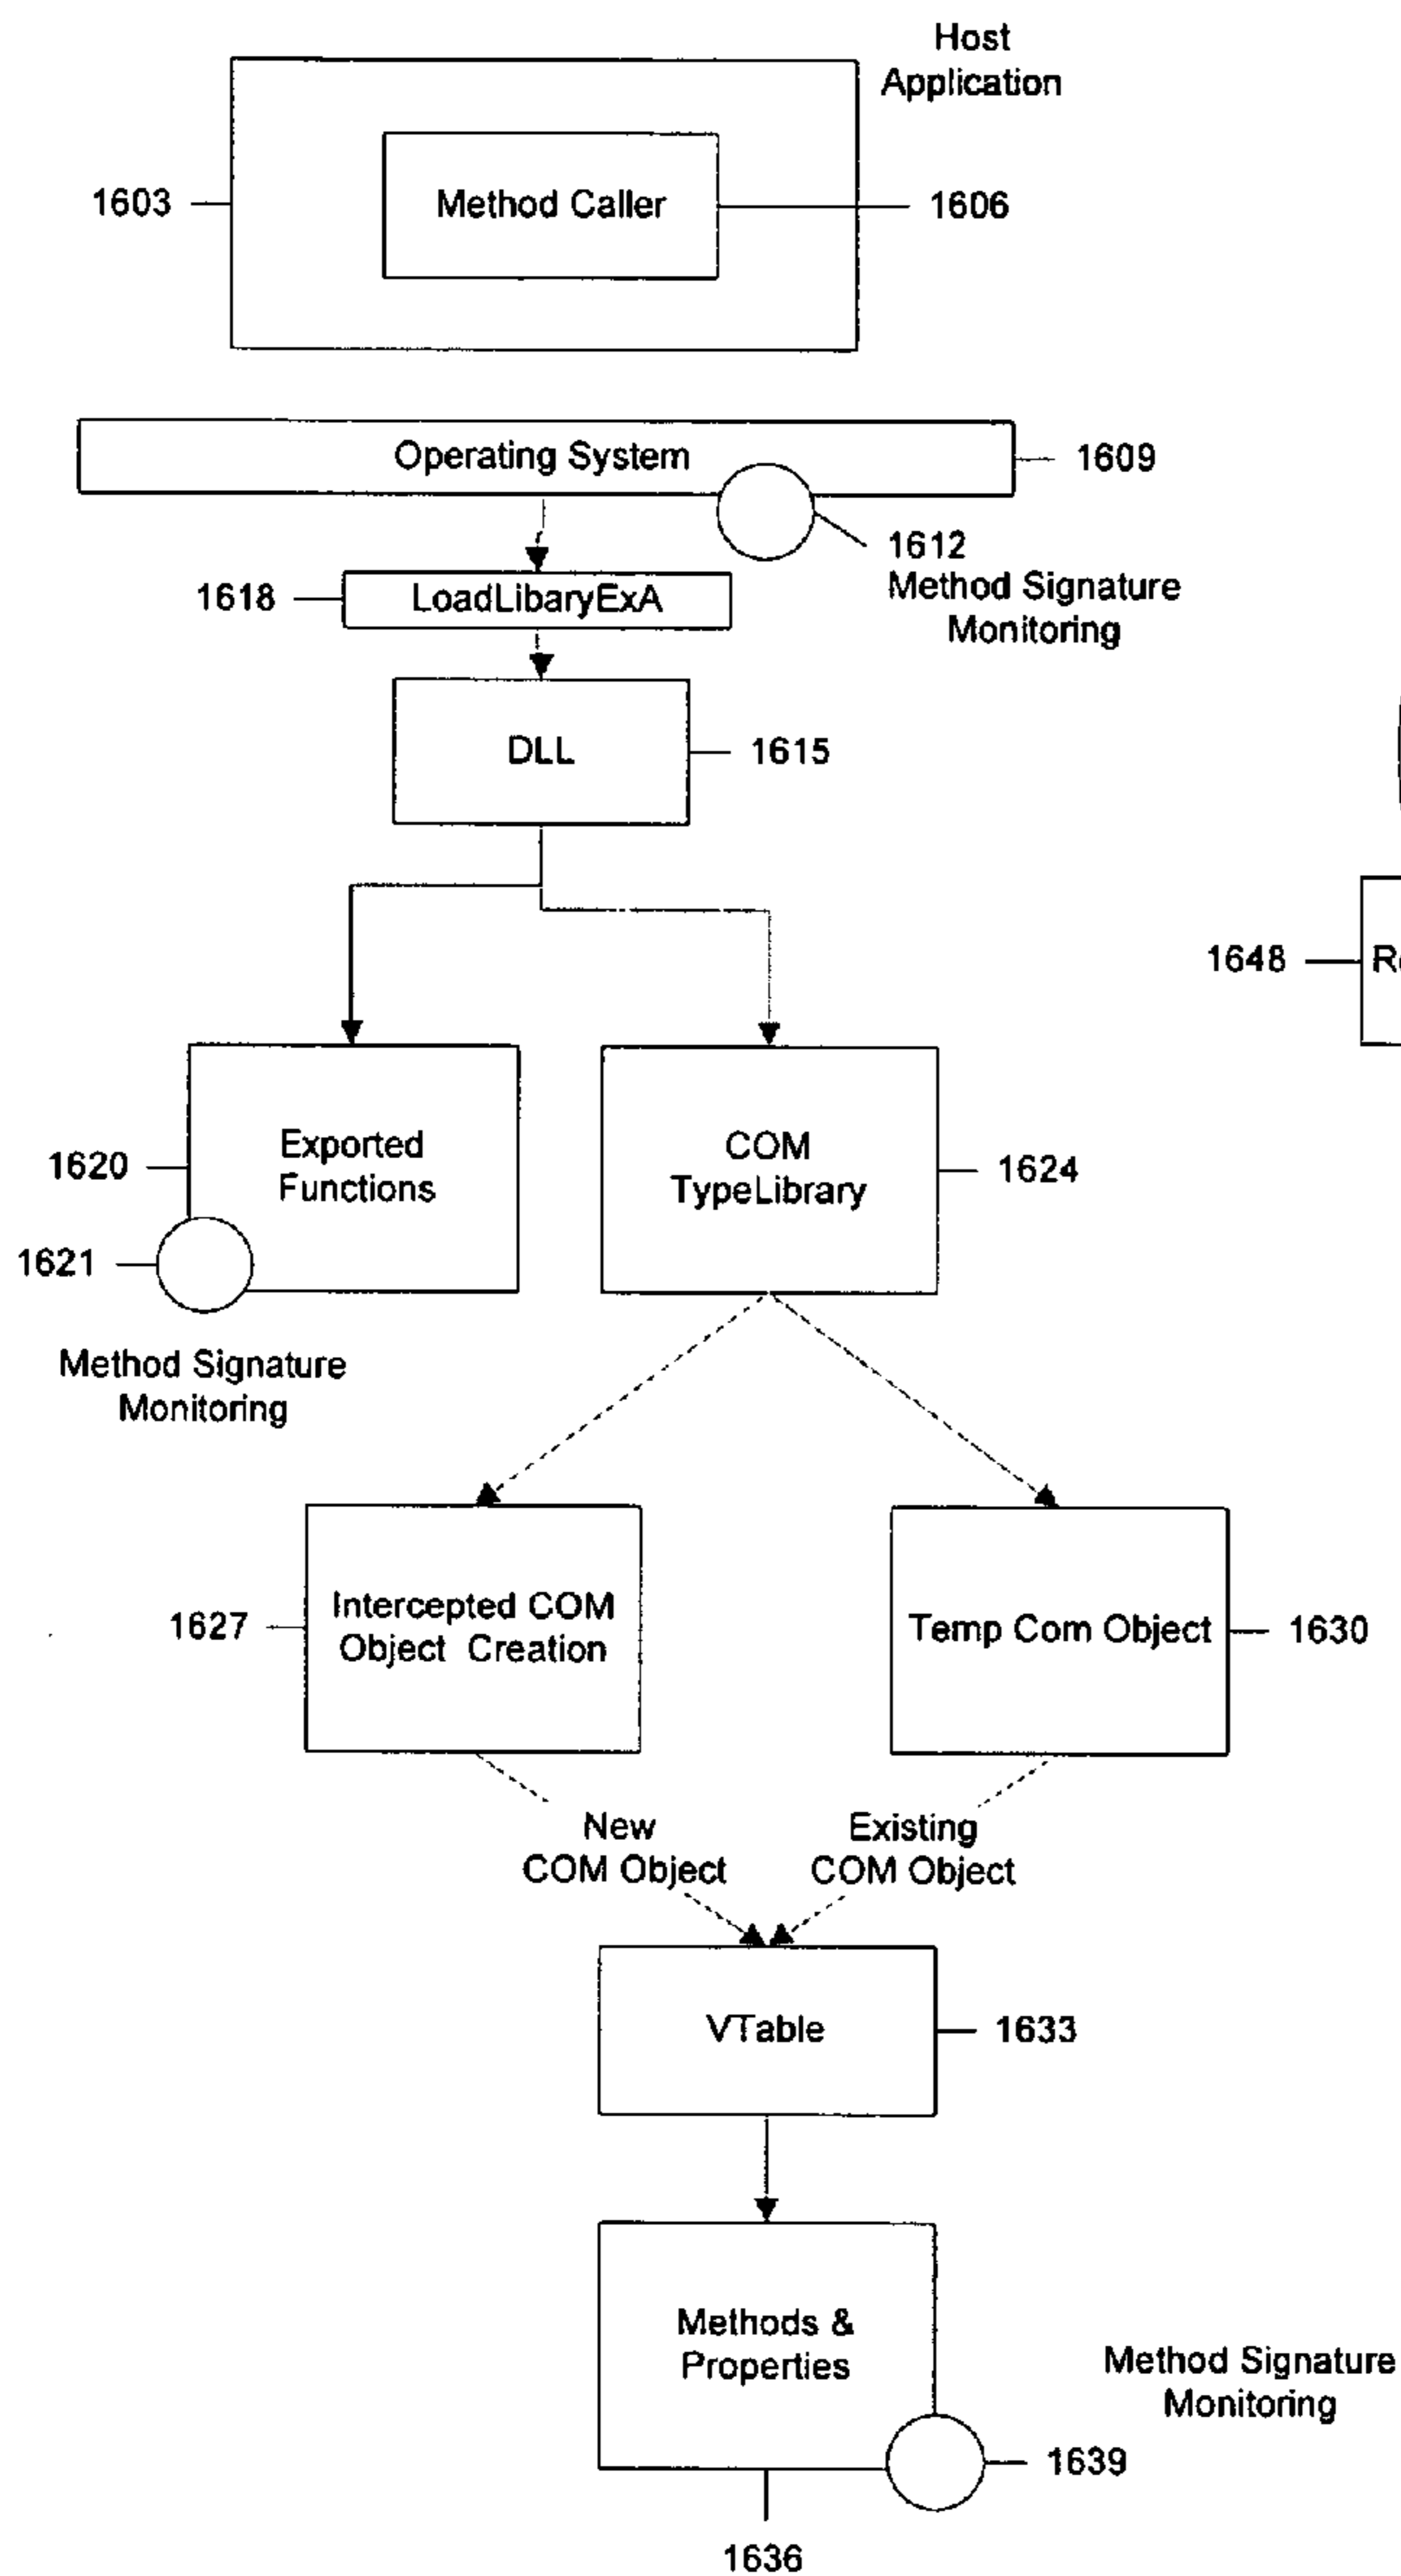 Host
Application
1603
Method Caller
1606
Operating System
1609
1612
Method Signature
Monitoring
1618
LoadLibaryExA
DLL
1615
1648
1620
Exported
Functions
COM
TypeLibrary
1624
1621
Method Signature
Monitoring
1627
Intercepted COM
Object Creation
Temp Com Object
1630
New
COM Object
Existing
COM Object
VTable
1633
Methods &
Properties
Method Signature
Monitoring
1639
1636